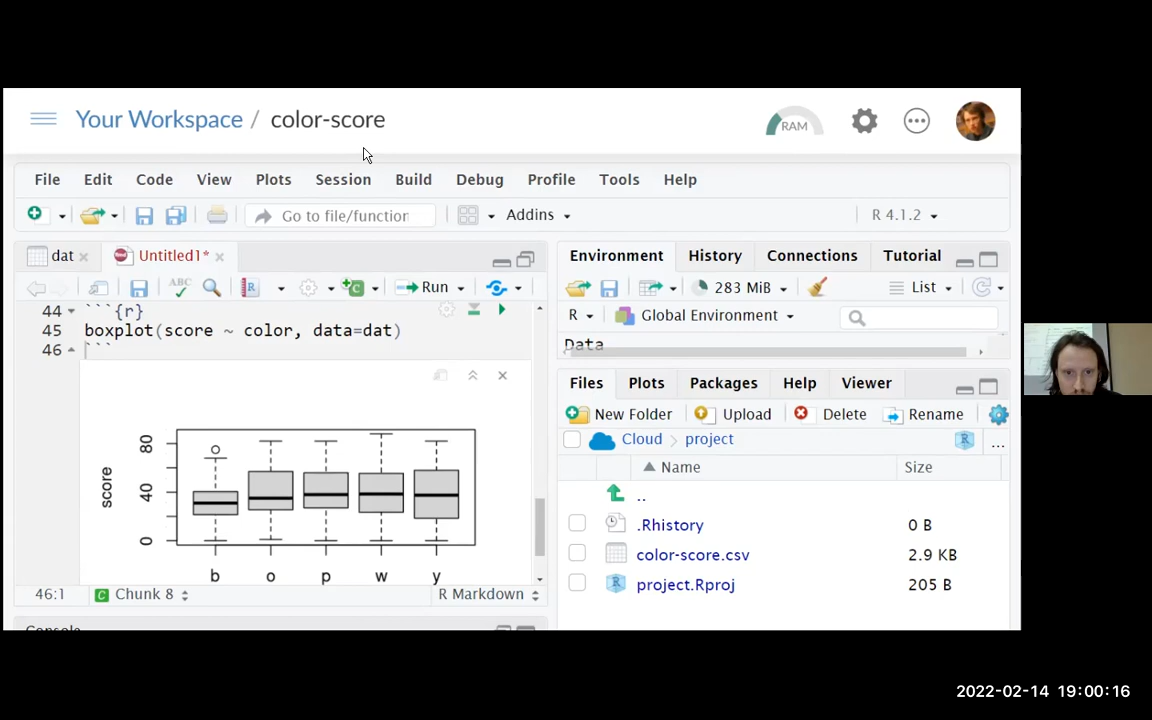 Your Workspace / color-score
RAM
File Edit Code View Plots Session Build Debug Profile Tools Help
Go to file/function
Addins
R 4.1.2
dat
Untitled1*
Environment History Connections Tutorial
ABC
Run
283 MiB
List
R
Global Environment
Data
44 ```{r}
45 boxplot(score ~ color, data=dat)
46 ```
score
0 40 80
b o p w y
46:1
Chunk 8
R Markdown
Console
Files Plots Packages Help Viewer
New Folder Upload Delete Rename
Cloud project
...
Name Size
..
.Rhistory 0 B
color-score.csv 2.9 KB
project.Rproj 205 B
2022-02-14 19:00:16